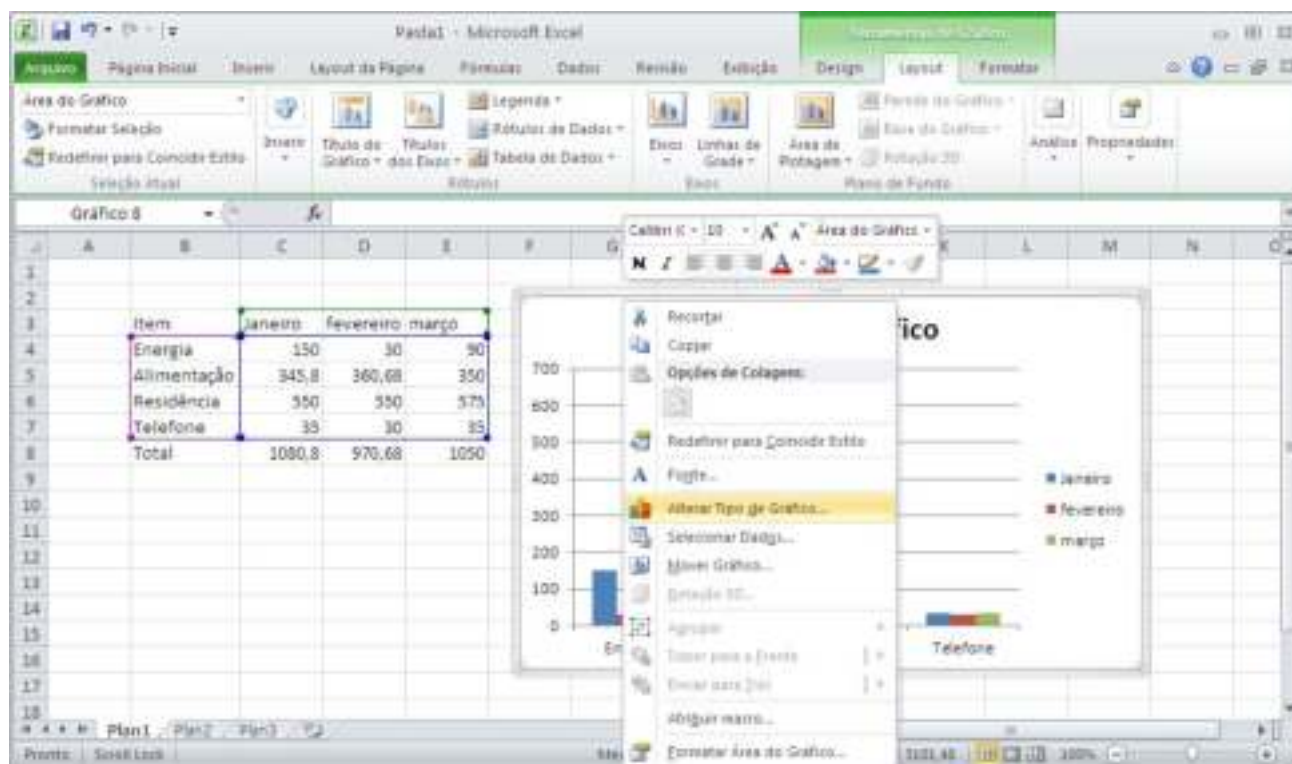 Pasta1 - Microsoft Excel
Ferramentas de Gráfico
Arquivo Página Inicial Inserir Layout da Página Fórmulas Dados Revisão Exibição Design Layout Formatar
Área do Gráfico
Formatar Seleção
Redefinir para Coincidir Estilo
Seleção Atual
Inserir
Título do Gráfico
Títulos dos Eixos
Legenda
Rótulos de Dados
Tabela de Dados
Rótulos
Eixos
Linhas de Grade
Eixos
Área de Plotagem
Parede do Gráfico
Base do Gráfico
Rotação 3D
Plano de Fundo
Análise
Propriedades
Gráfico 8 fx
Calibri (C 10 A A Área do Gráfico
N I A
A B C D E F G K L M N O
1
2
3 Item Janeiro fevereiro março
4 Energia 150 30 90
5 Alimentação 345,8 360,68 350
6 Residência 550 550 575
7 Telefone 35 30 35
8 Total 1080,8 970,68 1050
9
10
11
12
13
14
15
16
17
18
fico
700
600
500
400
300
200
100
0
En
Telefone
Janeiro
fevereiro
março
Recortar
Copiar
Opções de Colagem:
Redefinir para Coincidir Estilo
Fonte...
Alterar Tipo de Gráfico...
Selecionar Dados...
Mover Gráfico...
Rotação 3D...
Agrupar
Trazer para a Frente
Enviar para Trás
Atribuir macro...
Formatar Área do Gráfico...
Plan1 Plan2 Plan3
Pronto Scroll Lock 3101,48 100%